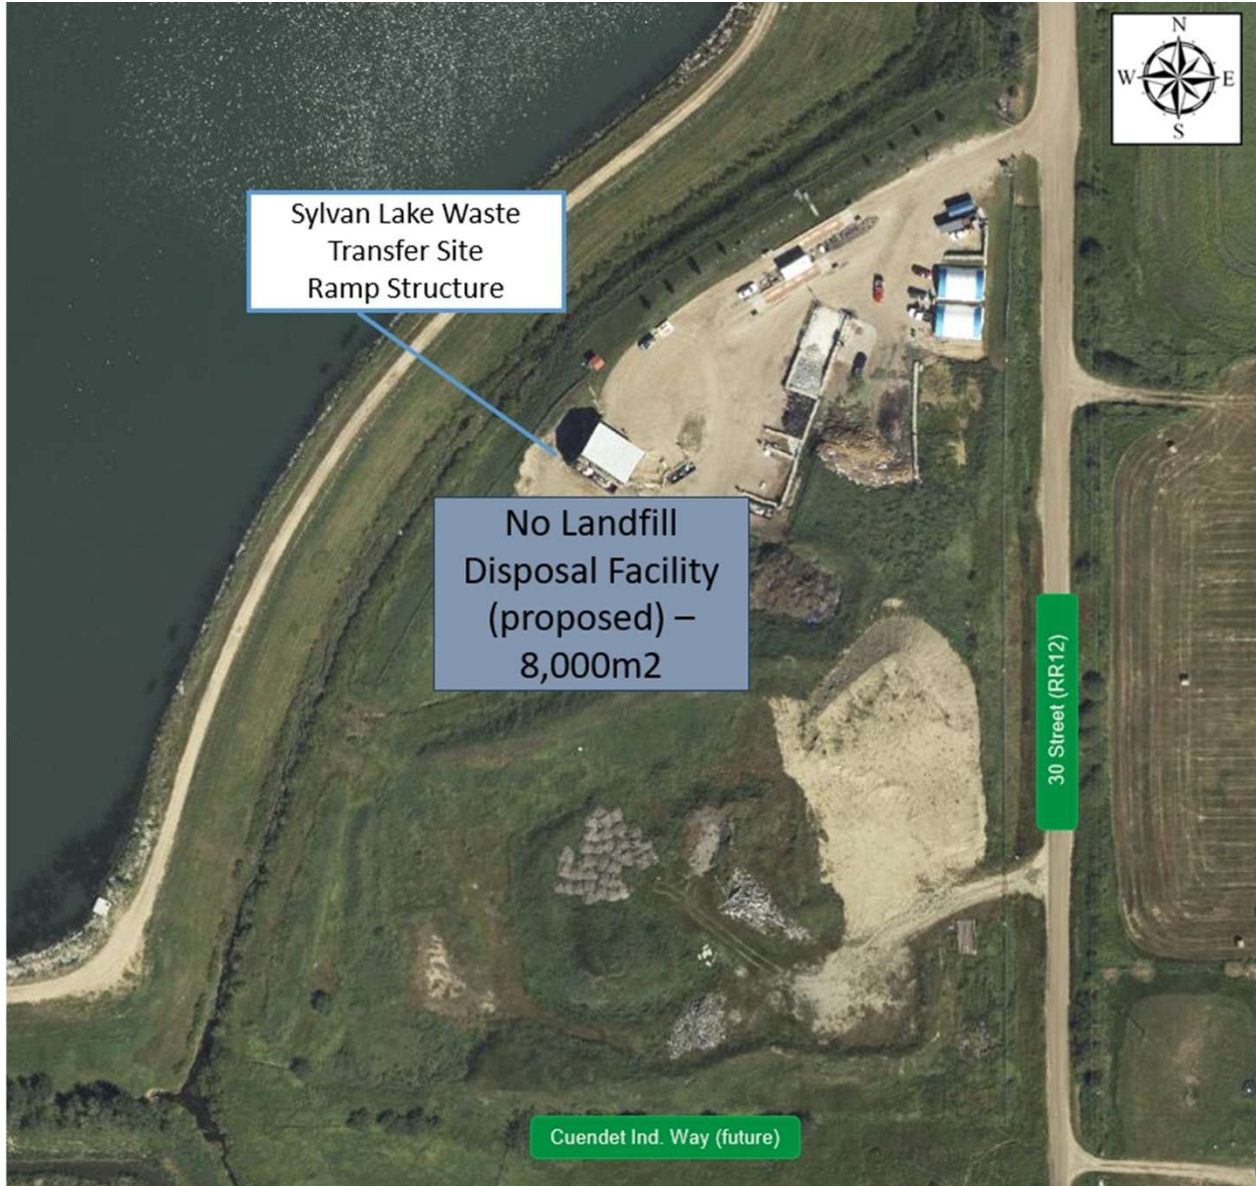 N
W E
S
Sylvan Lake Waste
Transfer Site
Ramp Structure
No Landfill
Disposal Facility
(proposed) –
8,000m2
30 Street (RR12)
Cuendet Ind. Way (future)